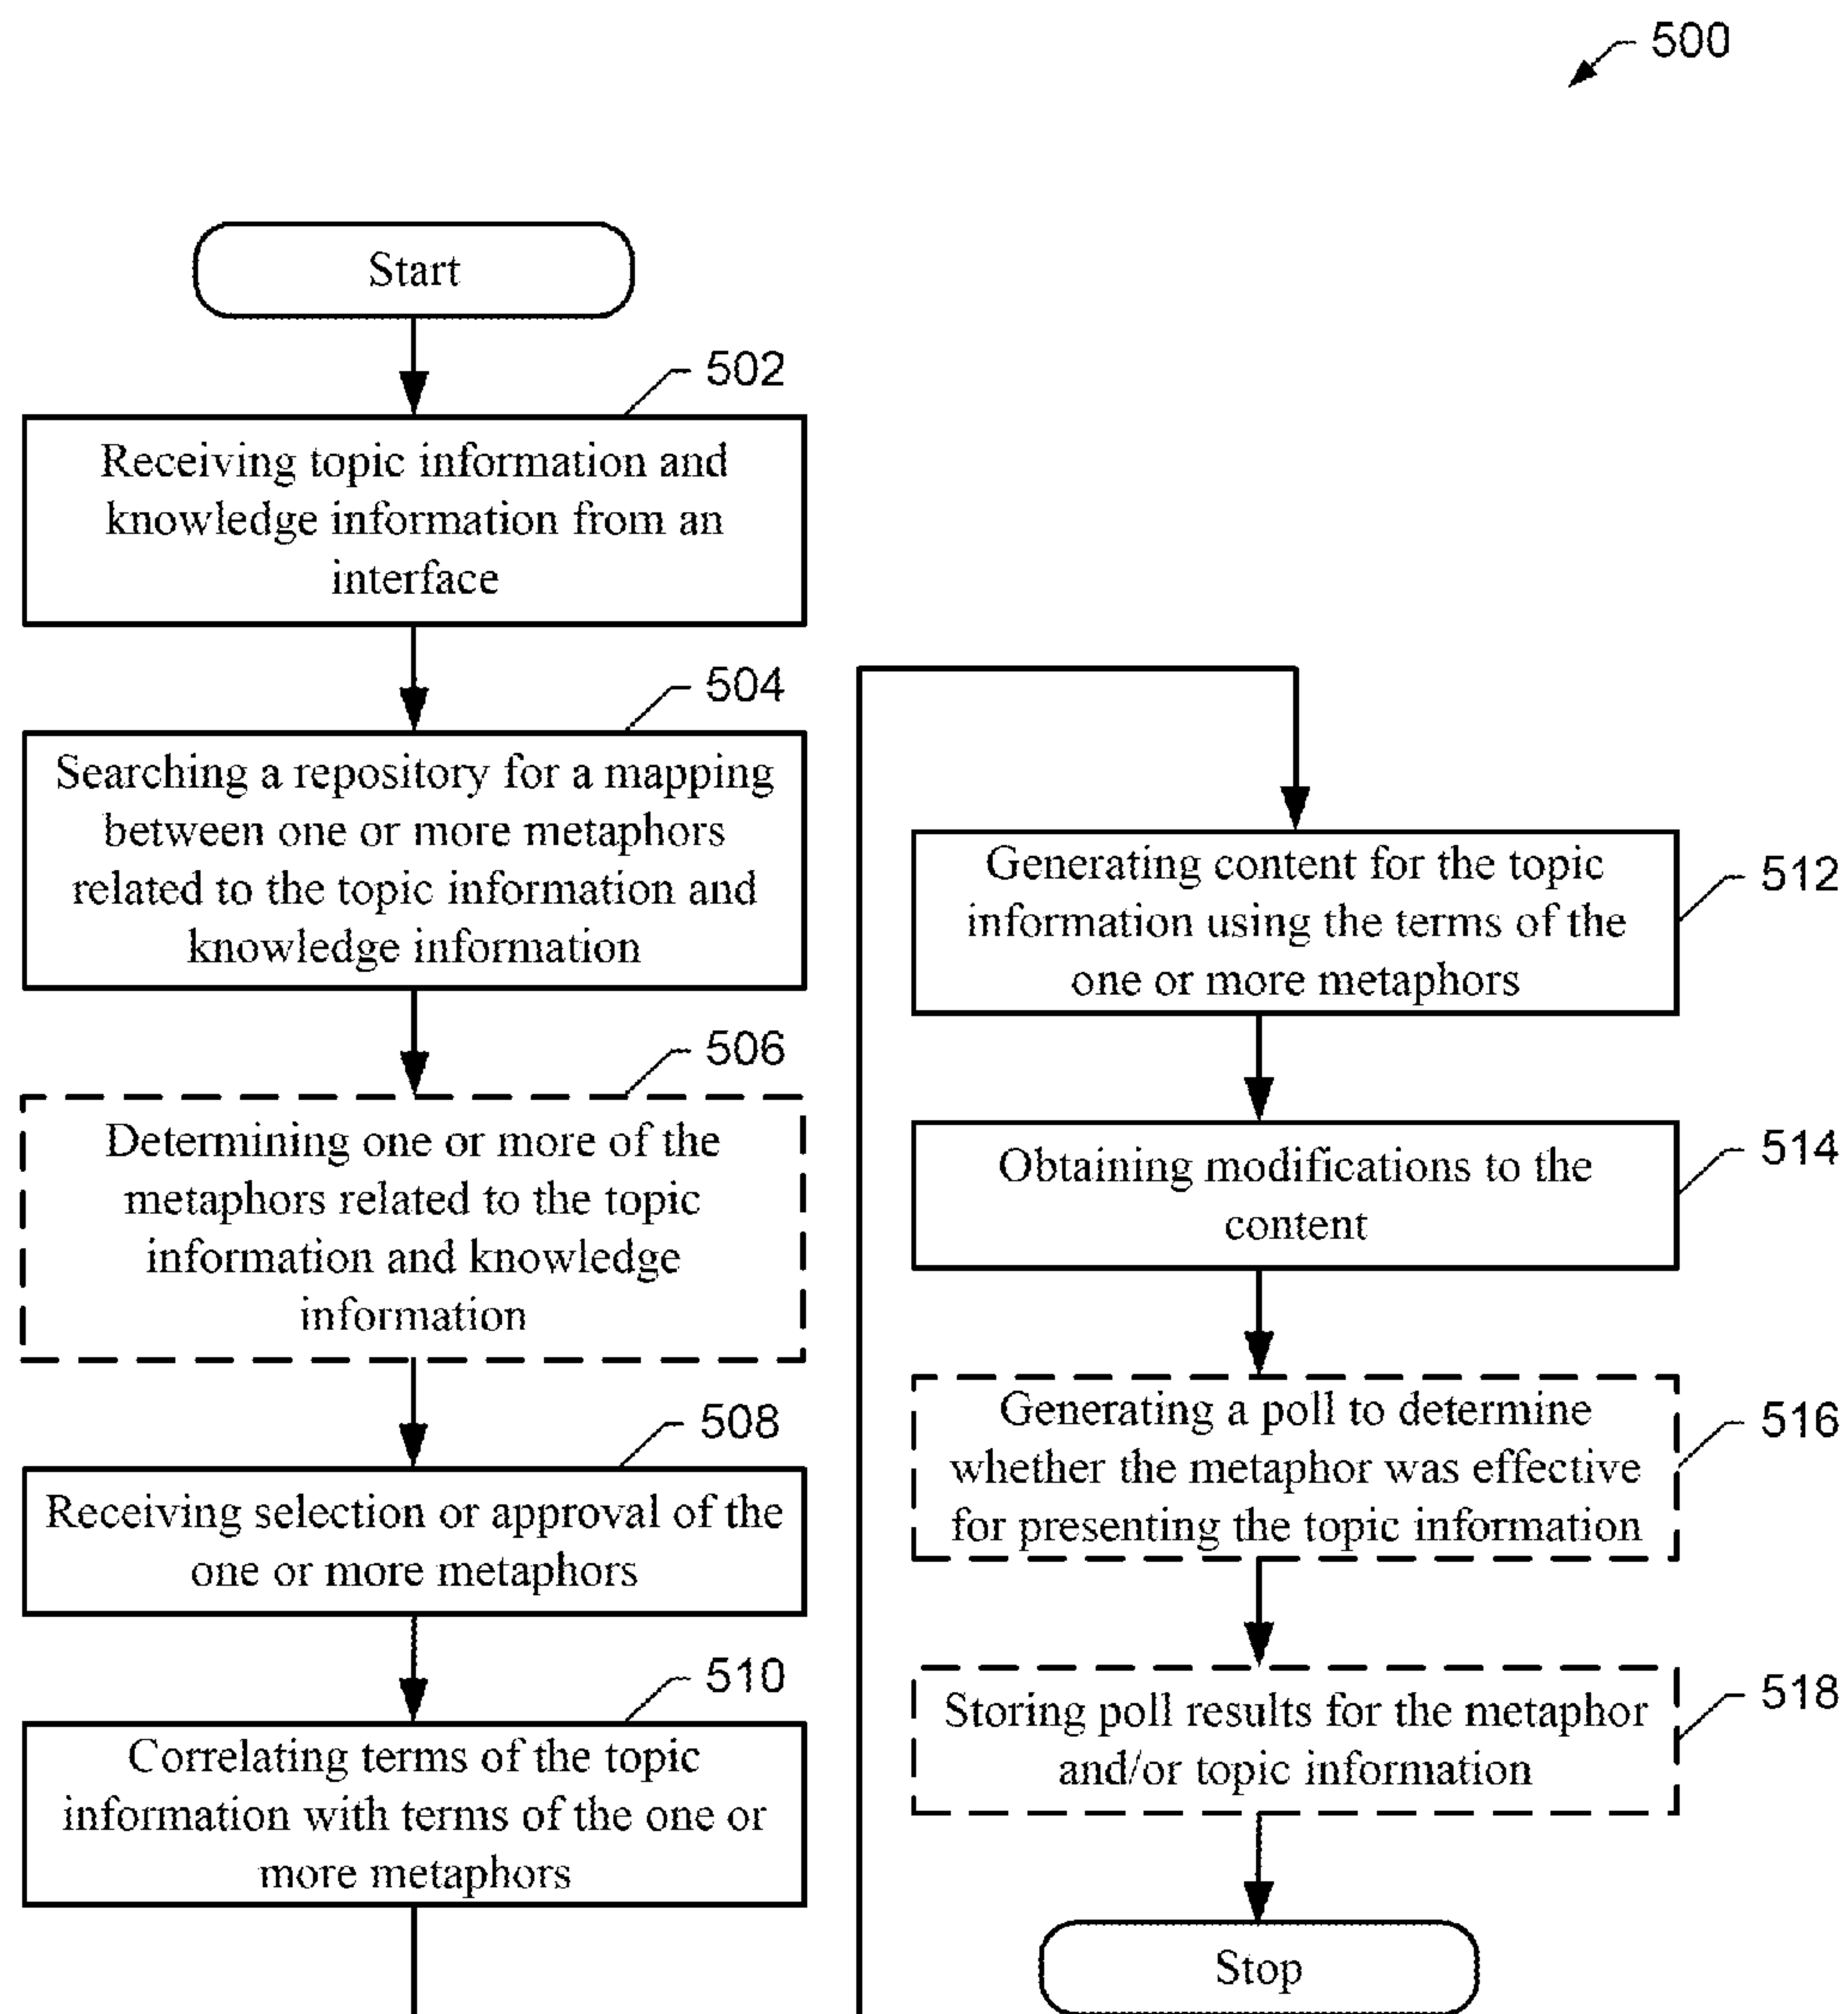 500
Start
502
Receiving topic information and
knowledge information from an
interface
504
Searching a repository for a mapping
between one or more metaphors
related to the topic information and
knowledge information
506
Determining one or more of the
metaphors related to the topic
information and knowledge
information
508
Receiving selection or approval of the
one or more metaphors
510
Correlating terms of the topic
information with terms of the one or
more metaphors
512
Generating content for the topic
information using the terms of the
one or more metaphors
514
Obtaining modifications to the
content
516
Generating a poll to determine
whether the metaphor was effective
for presenting the topic information
518
Storing poll results for the metaphor
and/or topic information
Stop